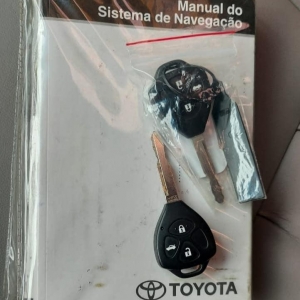 Manual do
Sistema de Navegação
TOYOTA